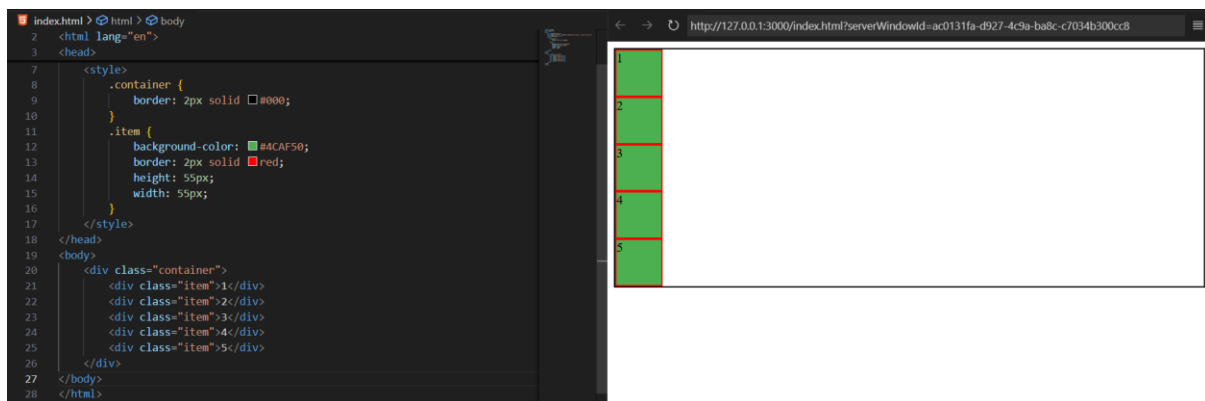 index.html > html > body
2 <html lang="en">
3 <head>
7 <style>
8 .container {
9 border: 2px solid #000;
10 }
11 .item {
12 background-color: #4CAF50;
13 border: 2px solid red;
14 height: 55px;
15 width: 55px;
16 }
17 </style>
18 </head>
19 <body>
20 <div class="container">
21 <div class="item">1</div>
22 <div class="item">2</div>
23 <div class="item">3</div>
24 <div class="item">4</div>
25 <div class="item">5</div>
26 </div>
27 </body>
28 </html>
http://127.0.0.1:3000/index.html?serverWindowId=ac0131fa-d927-4c9a-ba8c-c7034b300cc8
1
2
3
4
5